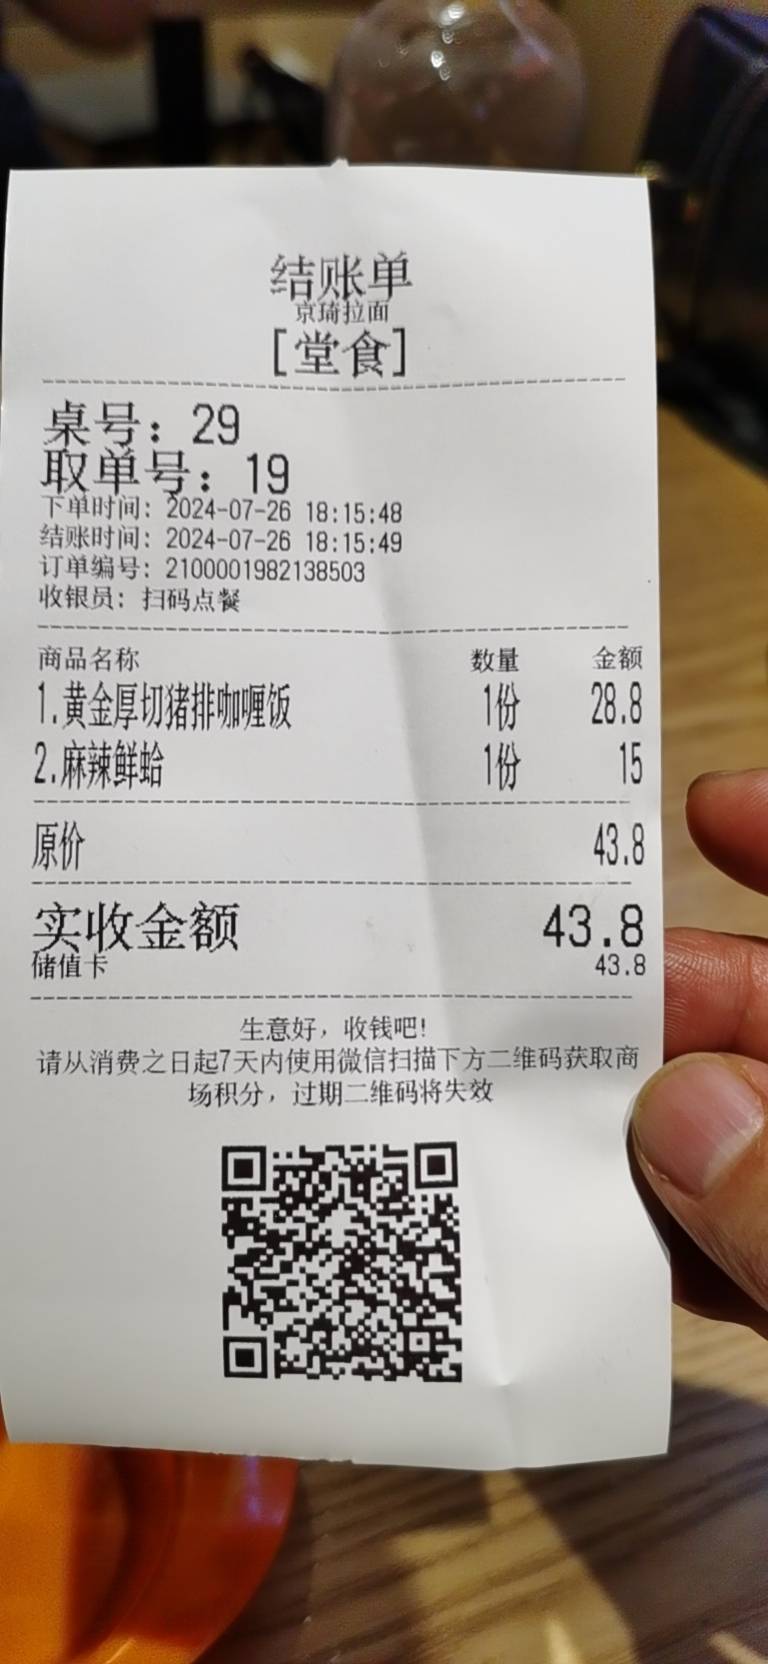 结账单
京琦拉面
[堂食]
桌号：29
取单号：19
下单时间：2024-07-26 18:15:48
结账时间：2024-07-26 18:15:49
订单编号：2100001982138503
收银员：扫码点餐
商品名称 数量 金额
1.黄金厚切猪排咖喱饭 1份 28.8
2.麻辣鲜蛤 1份 15
原价 43.8
实收金额 43.8
储值卡 43.8
生意好，收钱吧!
请从消费之日起7天内使用微信扫描下方二维码获取商
场积分，过期二维码将失效